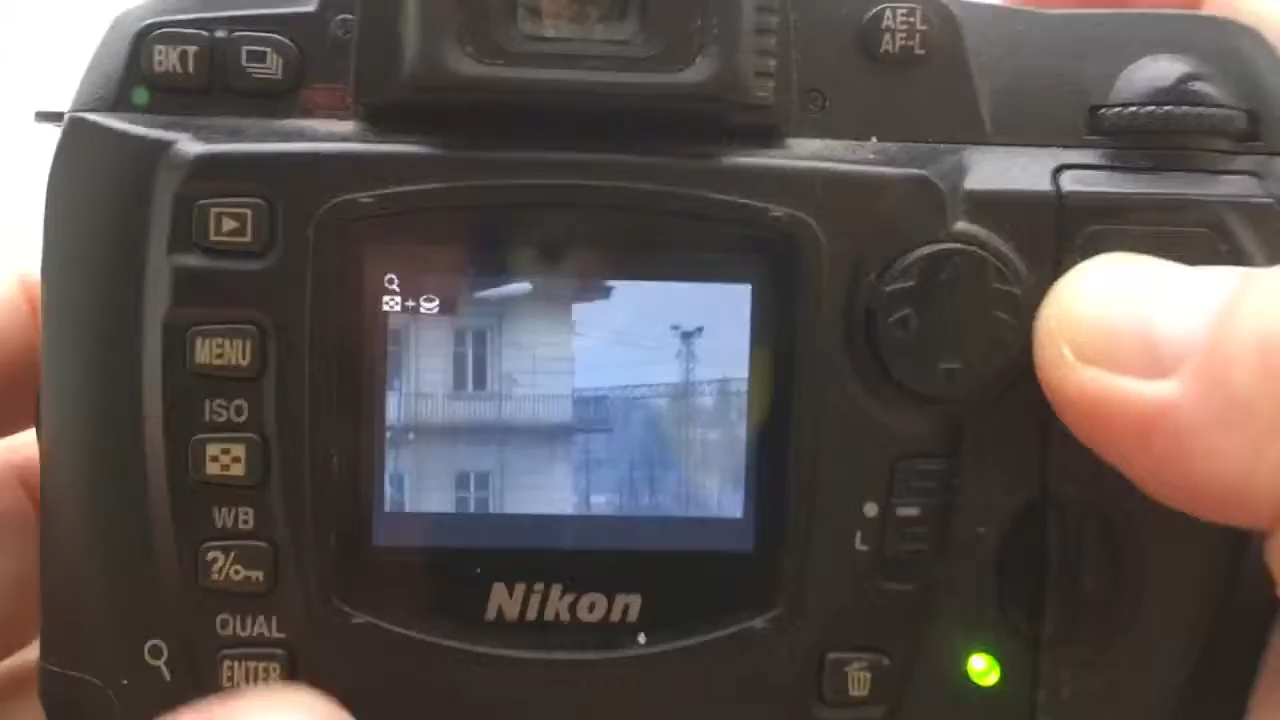 BKT
AE-L
AF-L
MENU
ISO
WB
?/
QUAL
ENTER
L
Nikon